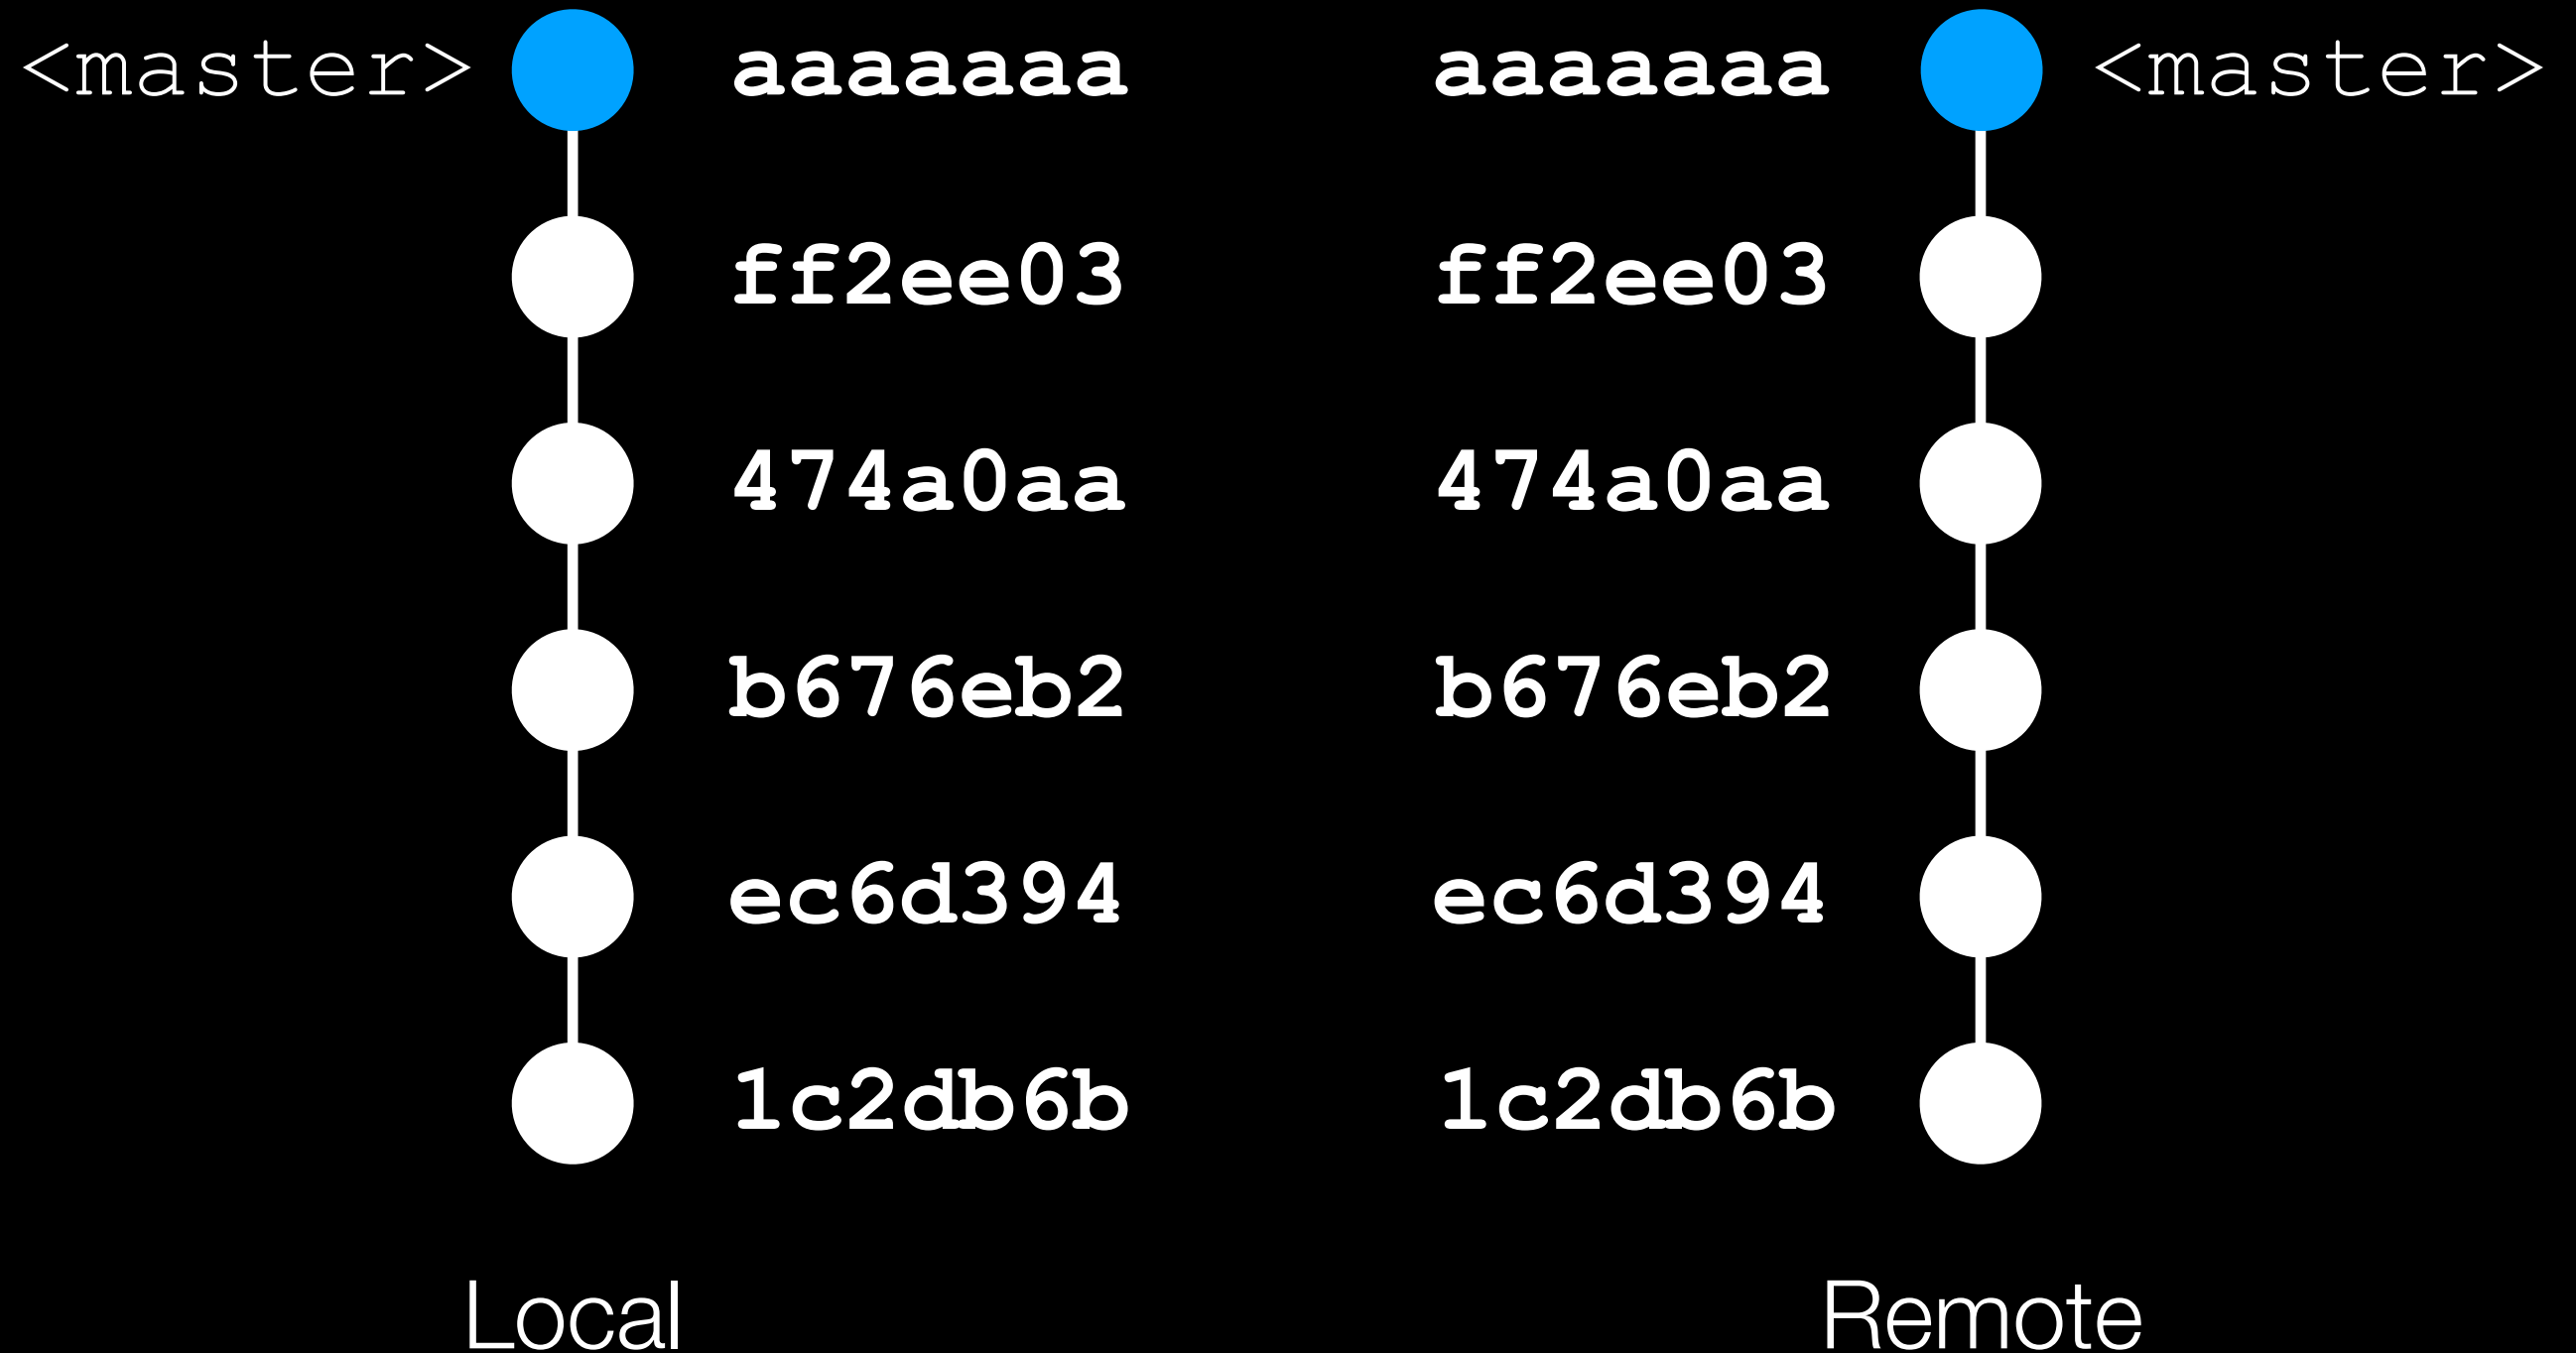 <master> aaaaaaa aaaaaaa <master>
ff2ee03 ff2ee03
474a0aa 474a0aa
b676eb2 b676eb2
ec6d394 ec6d394
1c2db6b 1c2db6b
Local Remote